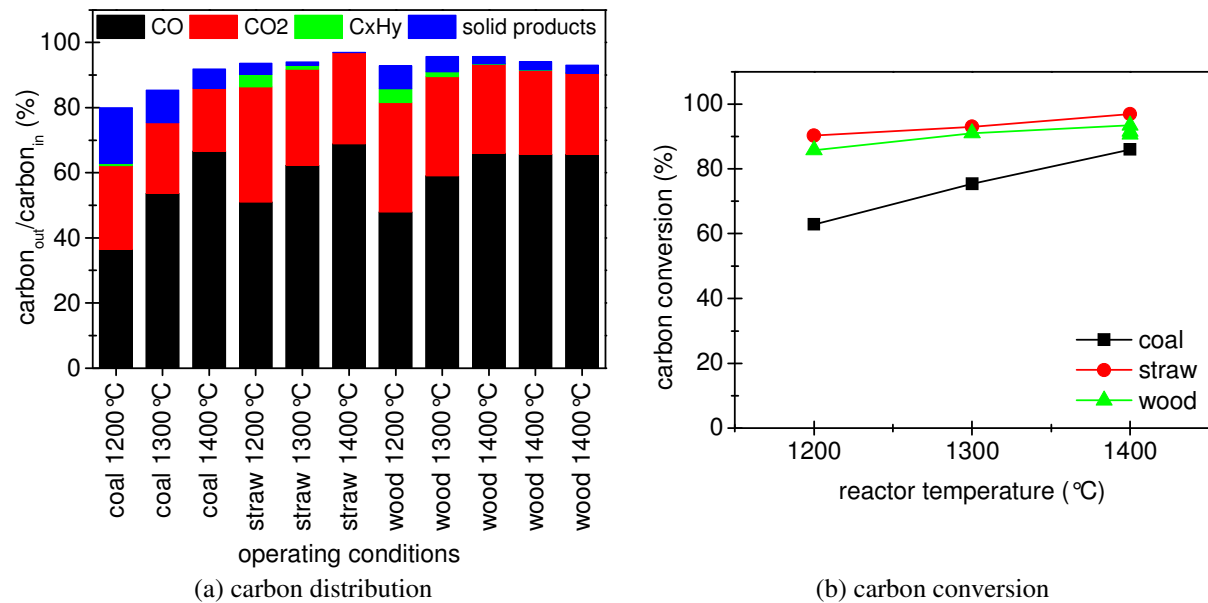 CO CO2 CxHy solid products
100
80
60
40
20
0
carbonout/carbonin (%)
coal 1200°C
coal 1300°C
coal 1400°C
straw 1200°C
straw 1300°C
straw 1400°C
wood 1200°C
wood 1300°C
wood 1400°C
wood 1400°C
wood 1400°C
operating conditions
(a) carbon distribution
100
80
60
40
20
0
carbon conversion (%)
coal
straw
wood
1200 1300 1400
reactor temperature (°C)
(b) carbon conversion